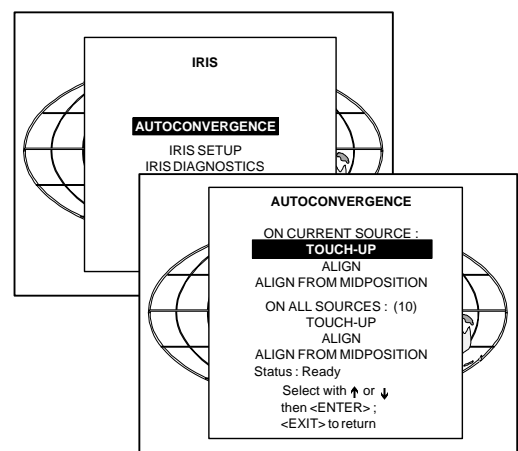 IRIS
AUTOCONVERGENCE
IRIS SETUP
IRIS DIAGNOSTICS
AUTOCONVERGENCE
ON CURRENT SOURCE :
TOUCH-UP
ALIGN
ALIGN FROM MIDPOSITION
ON ALL SOURCES : (10)
TOUCH-UP
ALIGN
ALIGN FROM MIDPOSITION
Status : Ready
Select with ↑ or ↓
then <ENTER> ;
<EXIT> to return